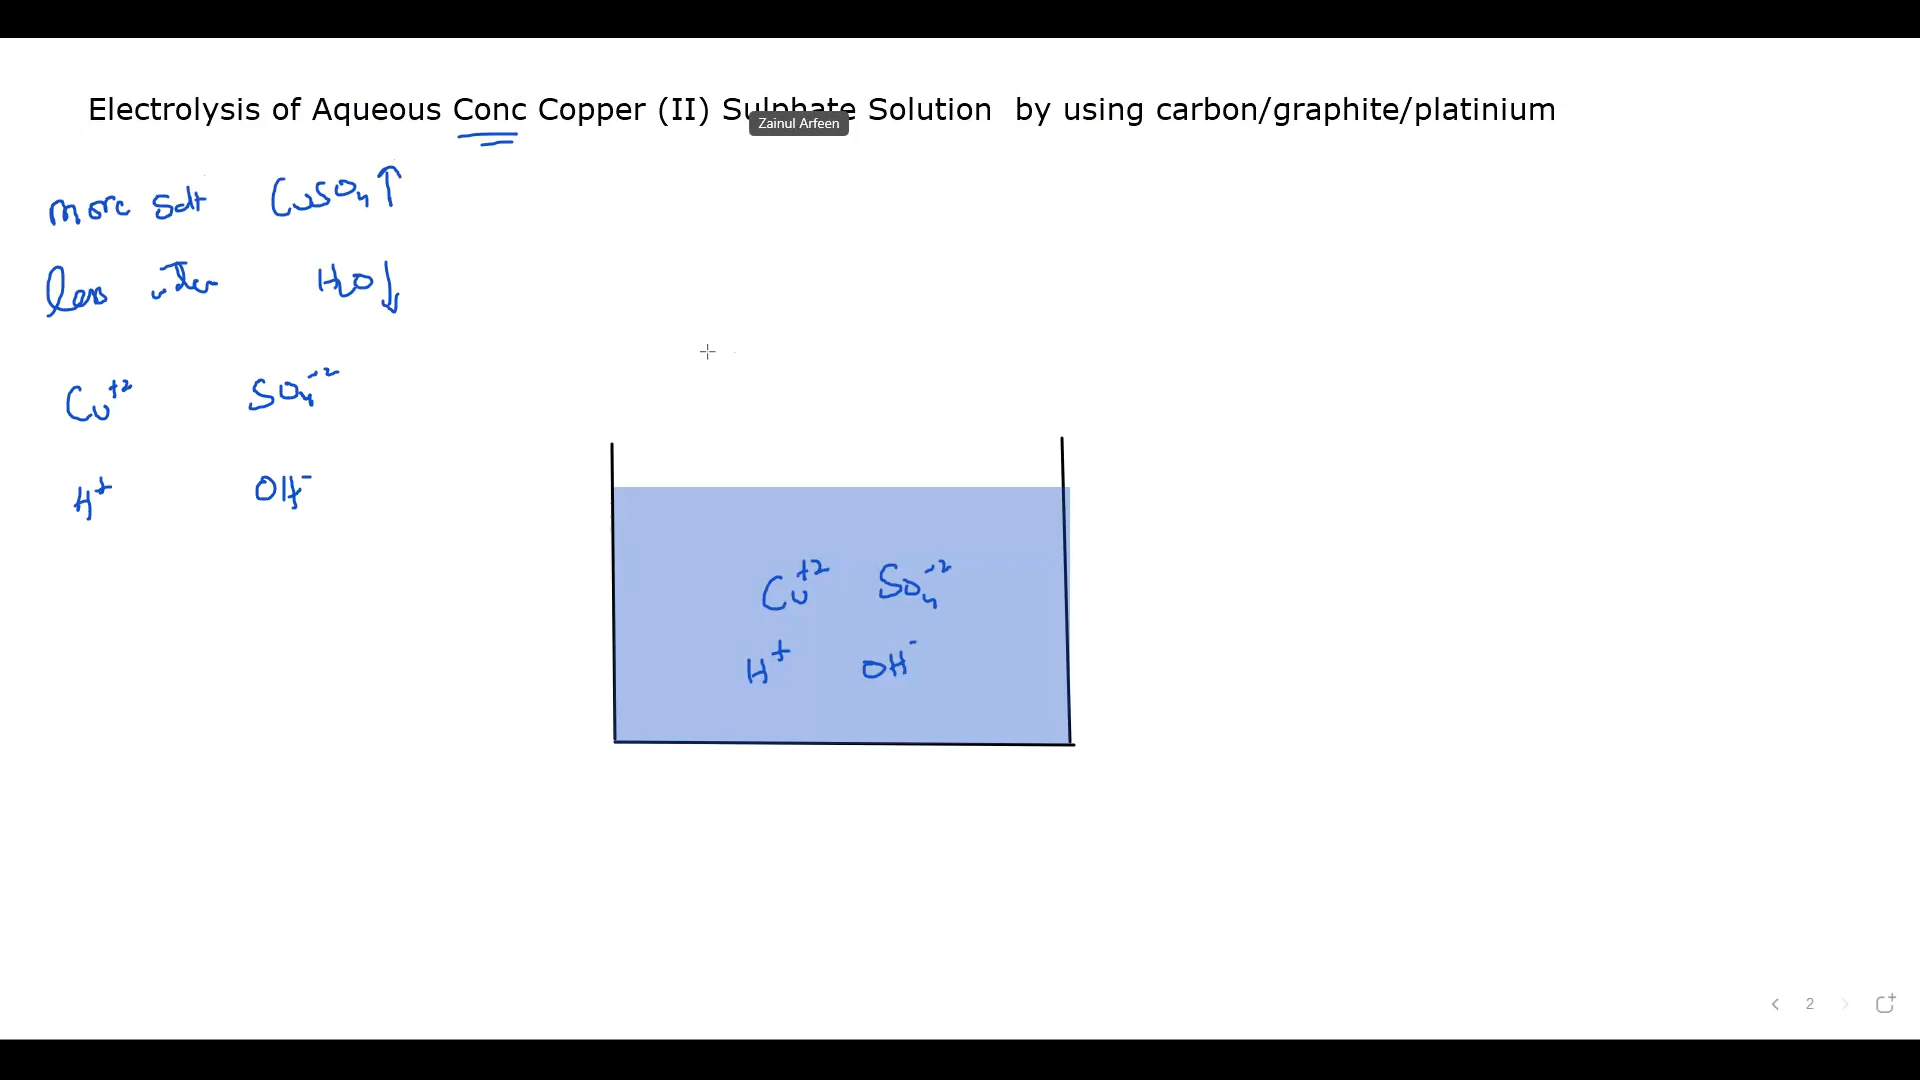 Electrolysis of Aqueous Conc Copper (II) Sulphate Solution by using carbon/graphite/platinium
Zainul Arfeen
more salt CuSO₄↑
less water H₂O↓
Cu⁺² SO₄⁻²
H⁺ OH⁻
Cu⁺² SO₄⁻²
H⁺ OH⁻
2